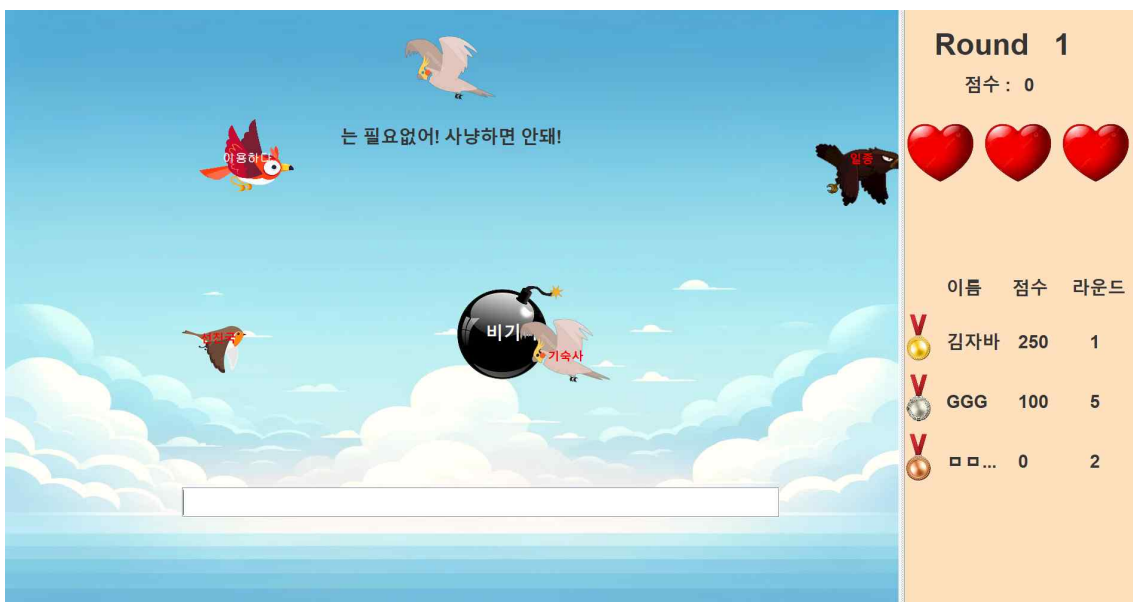 Round 1
점수 : 0
는 필요없어! 사냥하면 안돼!
이용하다
일종
비기
기숙사
이름 점수 라운드
김자바 250 1
GGG 100 5
ㅁㅁ... 0 2